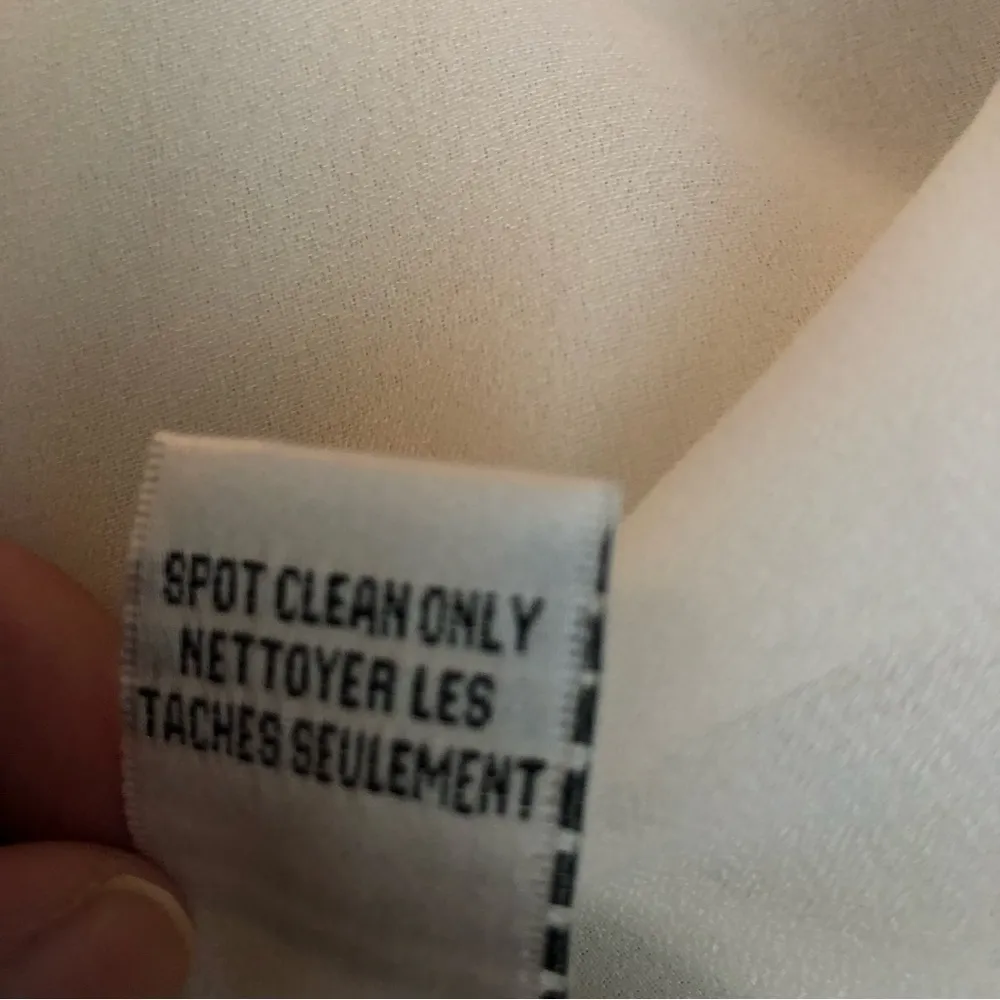 SPOT CLEAN ONLY
NETTOYER LES
TACHES SEULEMENT